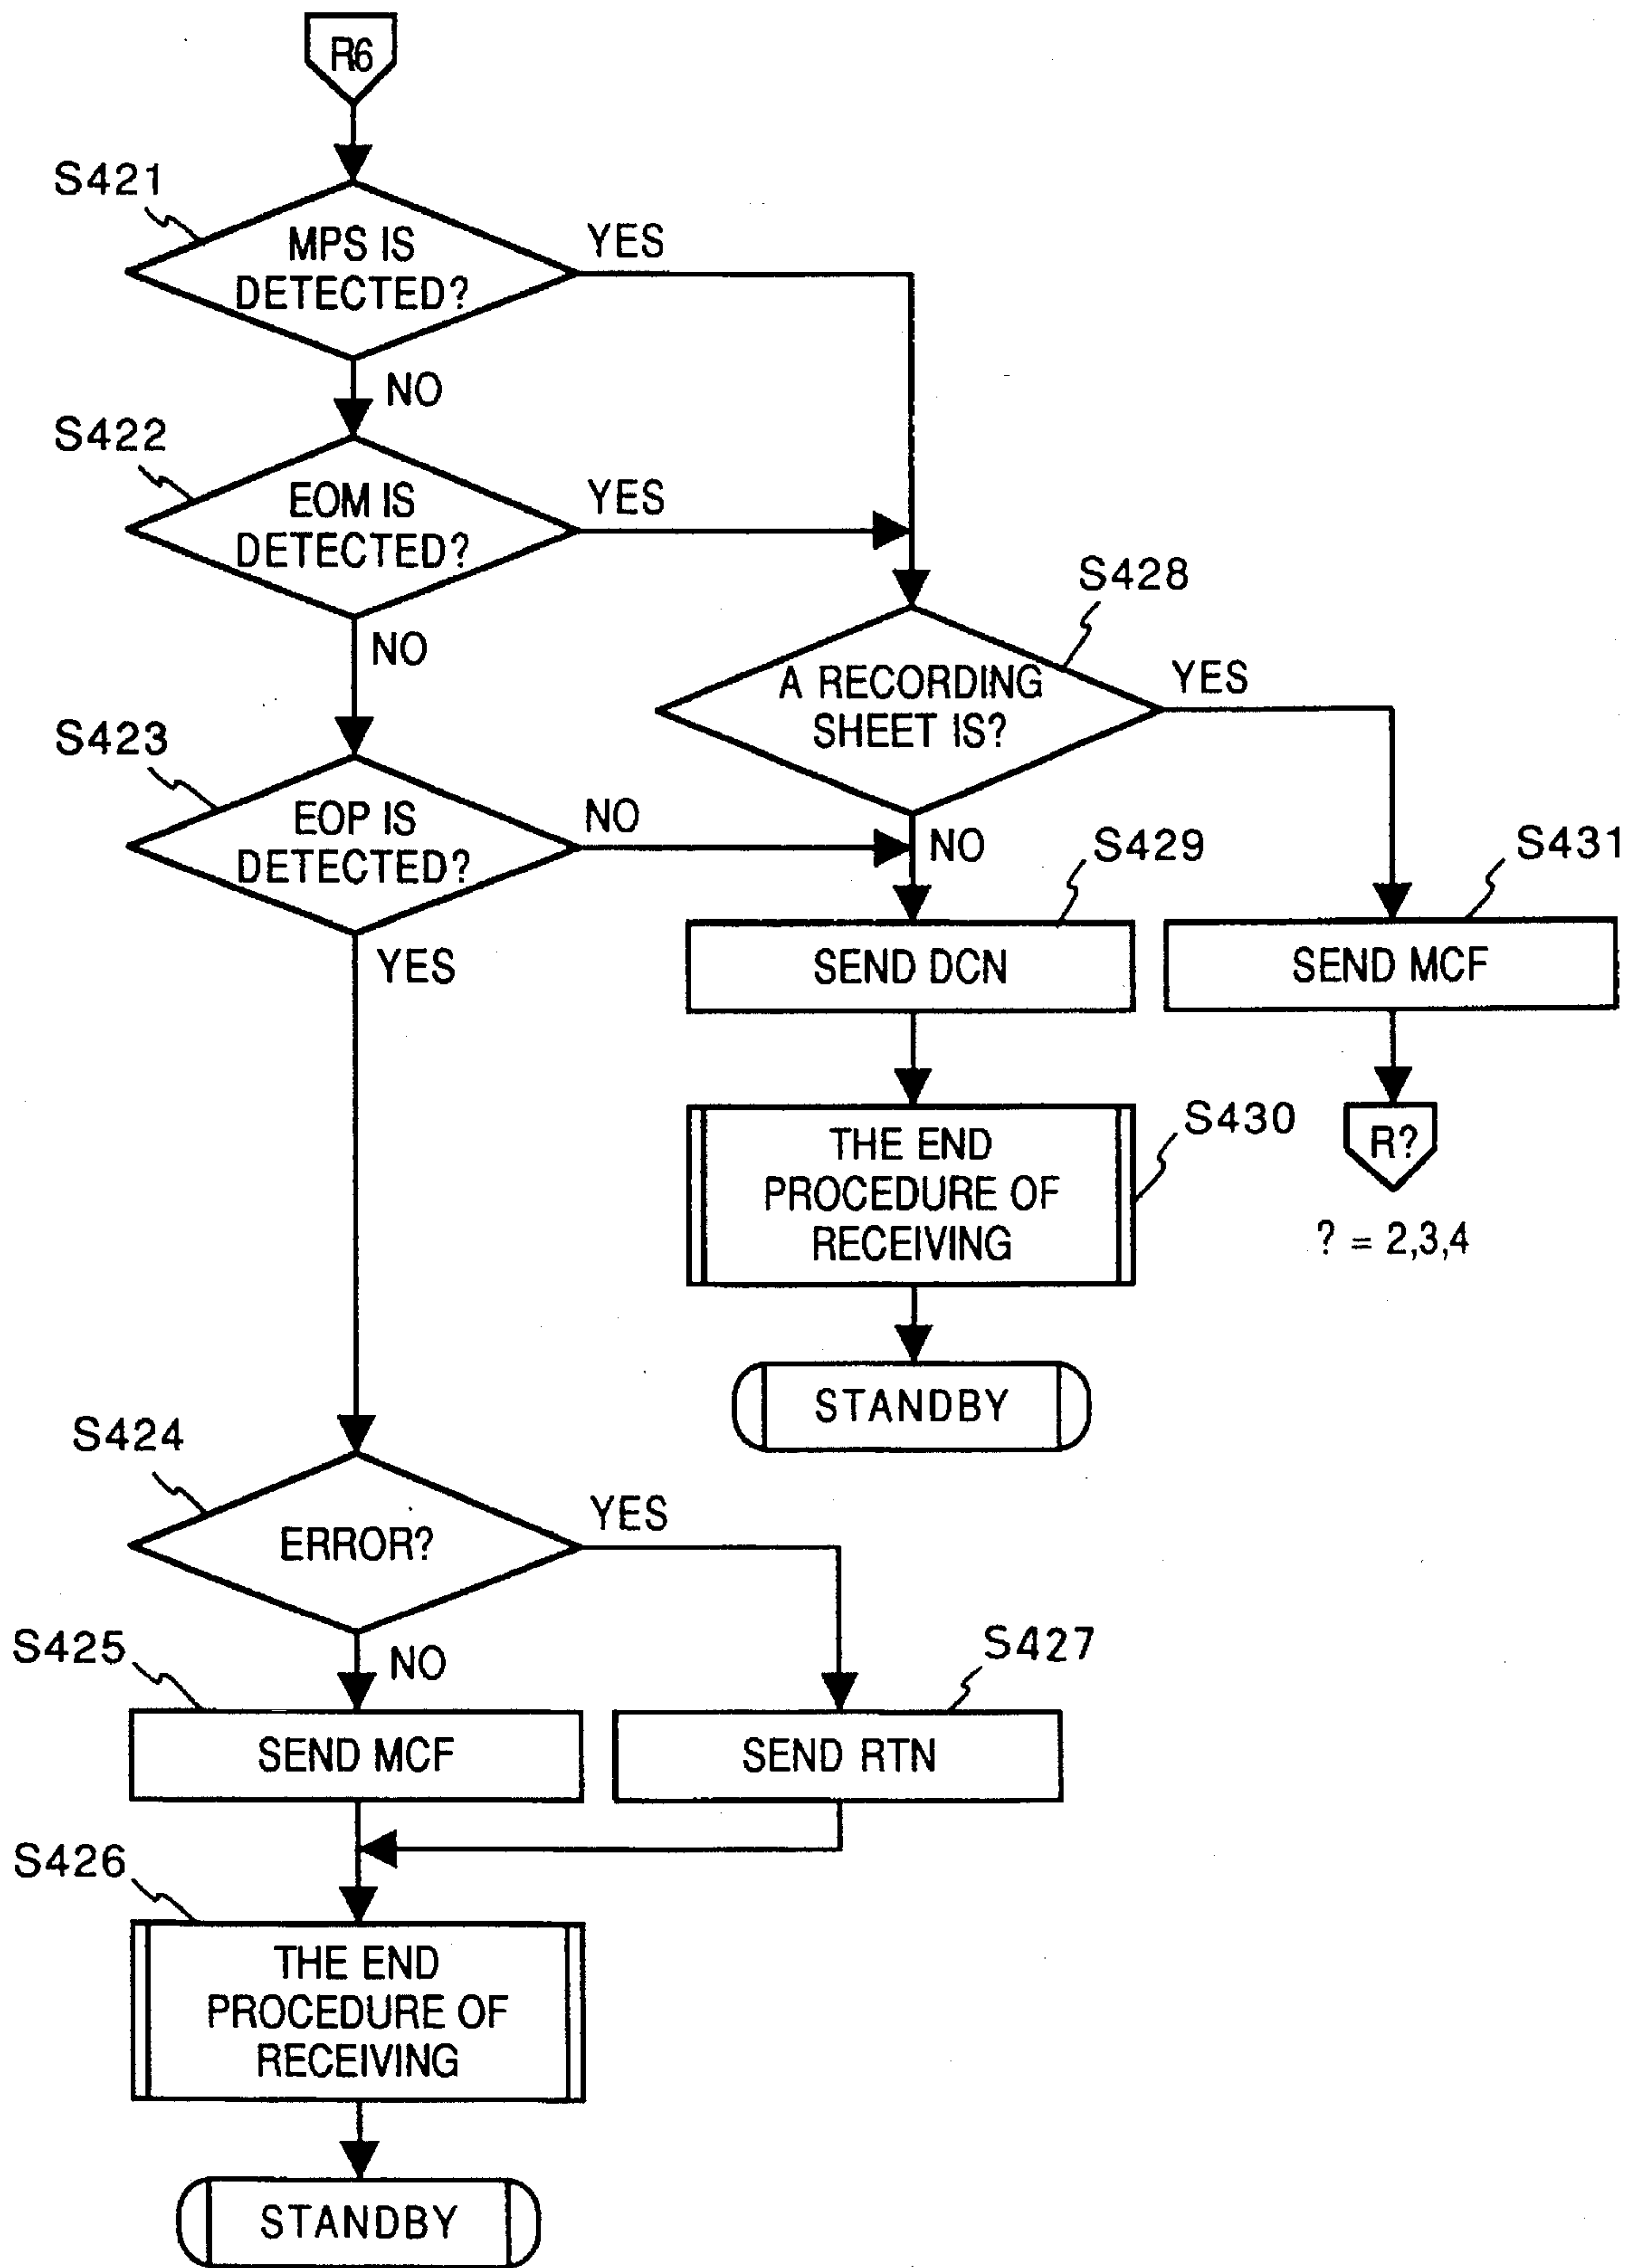 R6
S421
MPS IS
DETECTED?
YES
NO
S422
EOM IS
DETECTED?
YES
NO
S428
A RECORDING
SHEET IS?
YES
NO
S423
EOP IS
DETECTED?
NO
YES
S429
SEND DCN
S431
SEND MCF
S430
THE END
PROCEDURE OF
RECEIVING
R?
? = 2,3,4
STANDBY
S424
ERROR?
YES
NO
S425
SEND MCF
S427
SEND RTN
S426
THE END
PROCEDURE OF
RECEIVING
STANDBY